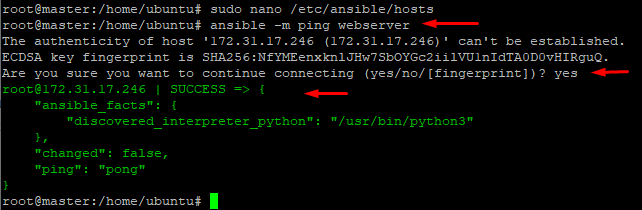 root@master:/home/ubuntu# sudo nano /etc/ansible/hosts
root@master:/home/ubuntu# ansible -m ping webserver
The authenticity of host '172.31.17.246 (172.31.17.246)' can't be established.
ECDSA key fingerprint is SHA256:NfYMEenxknlJHw7SbOYGc2iilVUlnIdTA0D0vHIRguQ.
Are you sure you want to continue connecting (yes/no/[fingerprint])? yes
root@172.31.17.246 | SUCCESS => {
    "ansible_facts": {
        "discovered_interpreter_python": "/usr/bin/python3"
    },
    "changed": false,
    "ping": "pong"
}
root@master:/home/ubuntu#